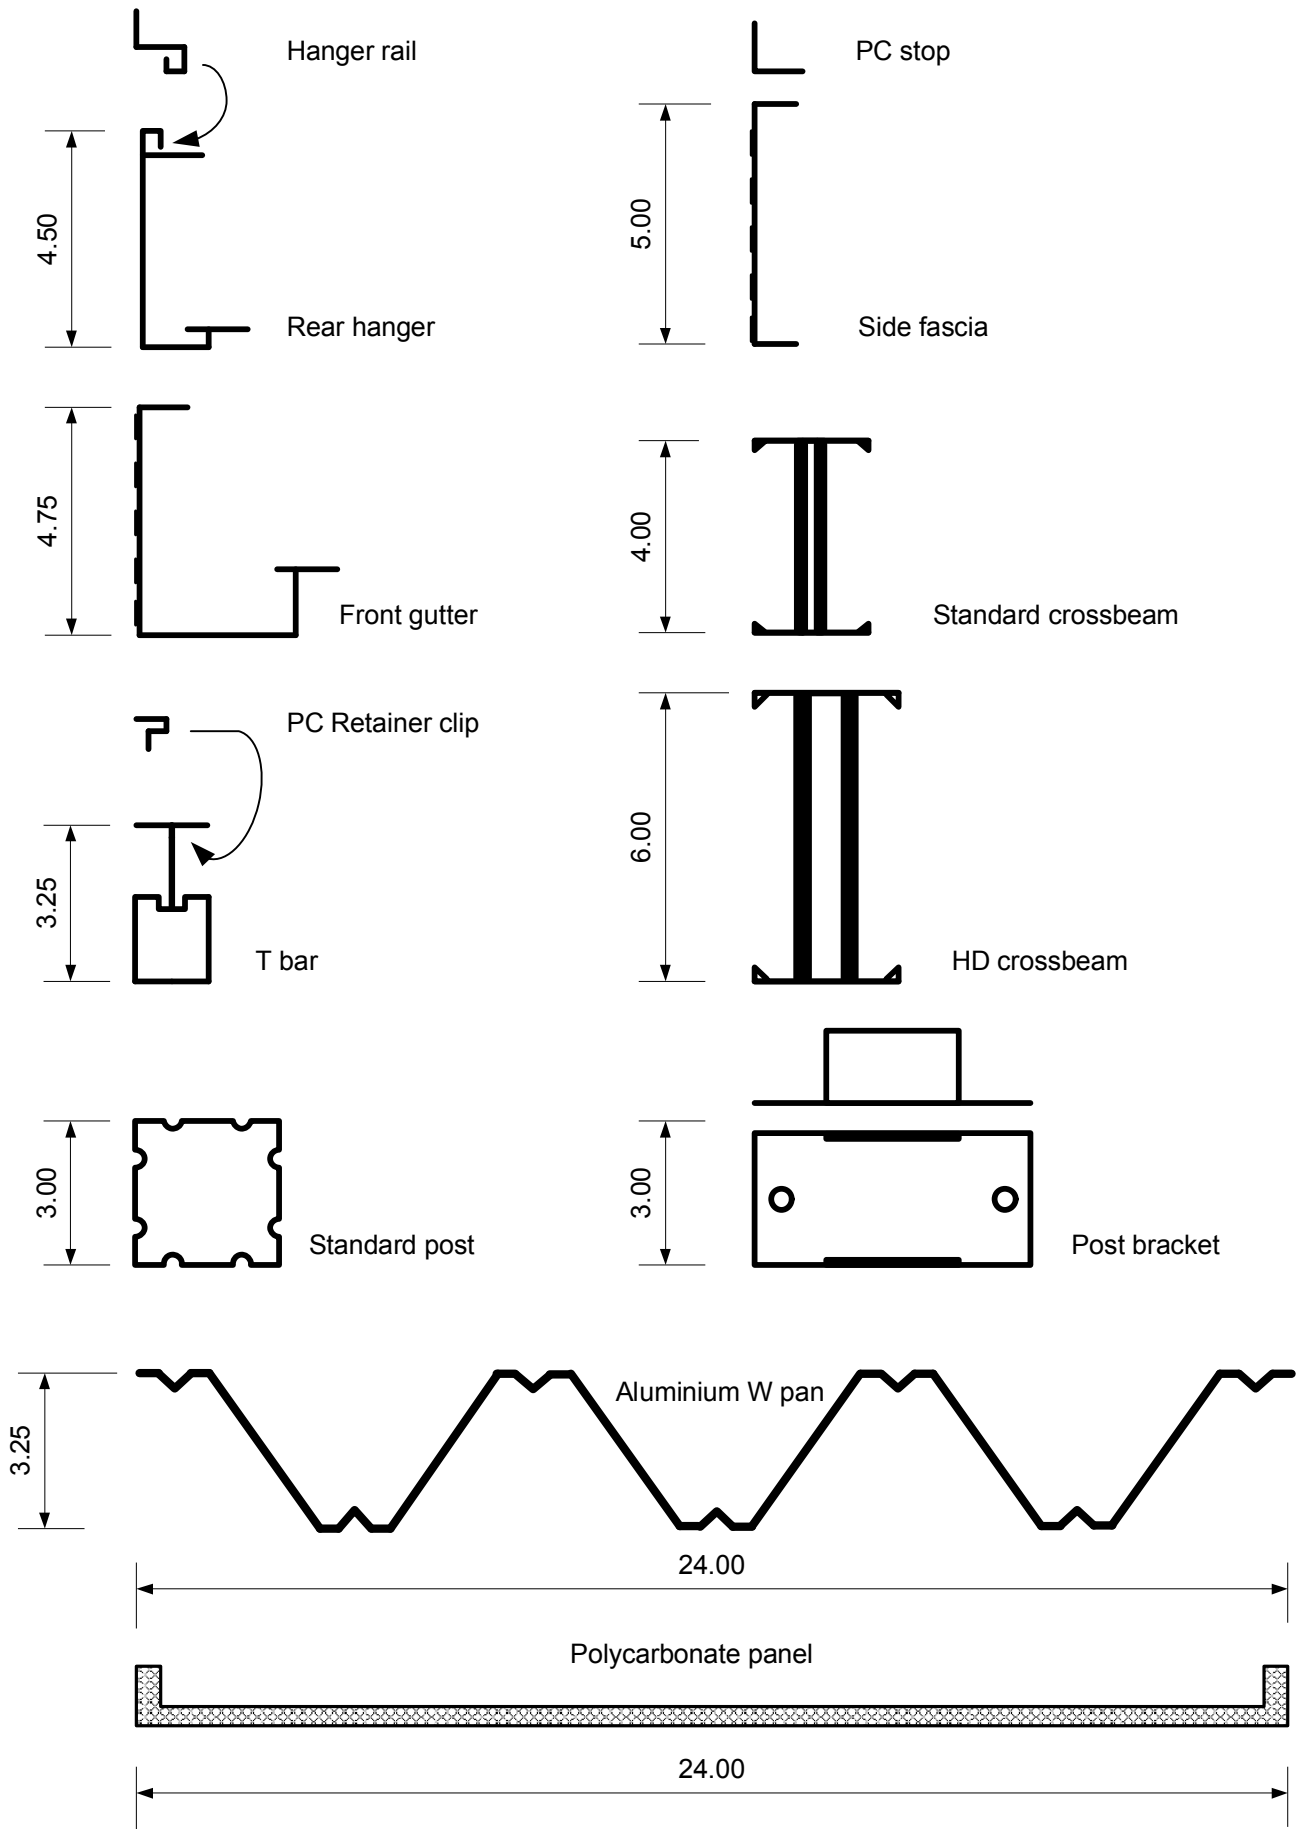 Hanger rail
PC stop
4.50
5.00
Rear hanger
Side fascia
4.75
4.00
Front gutter
Standard crossbeam
PC Retainer clip
3.25
6.00
T bar
HD crossbeam
3.00
3.00
Standard post
Post bracket
Aluminium W pan
3.25
24.00
Polycarbonate panel
24.00